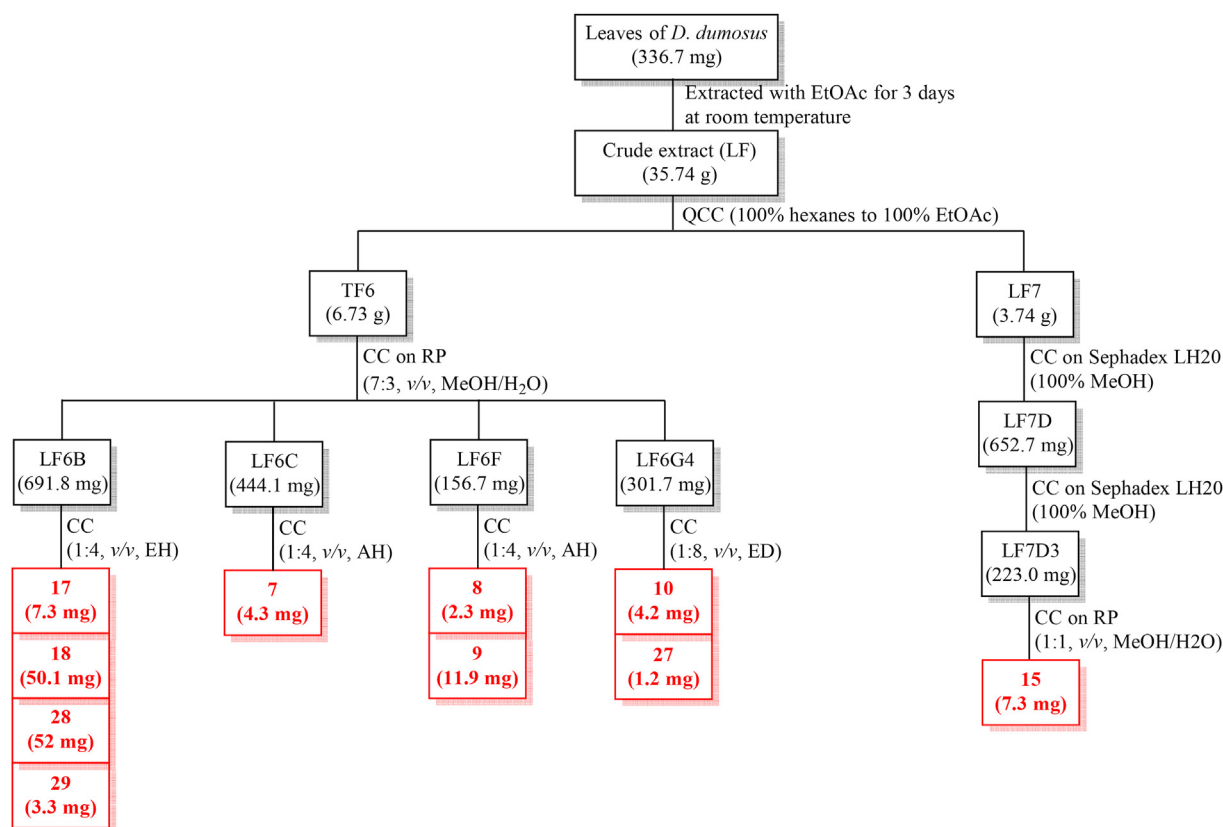 Leaves of D. dumosus
(336.7 mg)
Extracted with EtOAc for 3 days
at room temperature
Crude extract (LF)
(35.74 g)
QCC (100% hexanes to 100% EtOAc)
TF6
(6.73 g)
CC on RP
(7:3, v/v, MeOH/H₂O)
LF6B
(691.8 mg)
CC
(1:4, v/v, EH)
17
(7.3 mg)
18
(50.1 mg)
28
(52 mg)
29
(3.3 mg)
LF6C
(444.1 mg)
CC
(1:4, v/v, AH)
7
(4.3 mg)
LF6F
(156.7 mg)
CC
(1:4, v/v, AH)
8
(2.3 mg)
9
(11.9 mg)
LF6G4
(301.7 mg)
CC
(1:8, v/v, ED)
10
(4.2 mg)
27
(1.2 mg)
LF7
(3.74 g)
CC on Sephadex LH20
(100% MeOH)
LF7D
(652.7 mg)
CC on Sephadex LH20
(100% MeOH)
LF7D3
(223.0 mg)
CC on RP
(1:1, v/v, MeOH/H2O)
15
(7.3 mg)